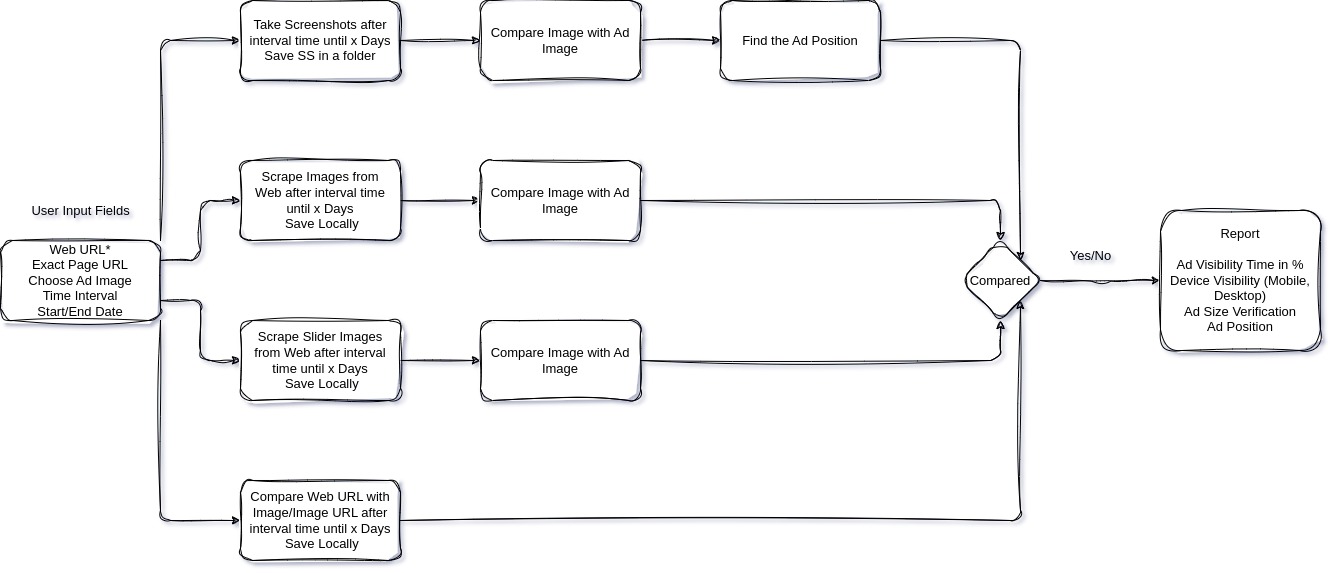 Take Screenshots after
interval time until x Days
Save SS in a folder
Compare Image with Ad
Image
Find the Ad Position
Scrape Images from
Web after interval time
until x Days
Save Locally
Compare Image with Ad
Image
User Input Fields
Web URL*
Exact Page URL
Choose Ad Image
Time Interval
Start/End Date
Scrape Slider Images
from Web after interval
time until x Days
Save Locally
Compare Image with Ad
Image
Compare Web URL with
Image/Image URL after
interval time until x Days
Save Locally
Compared
Yes/No
Report
Ad Visibility Time in %
Device Visibility (Mobile,
Desktop)
Ad Size Verification
Ad Position